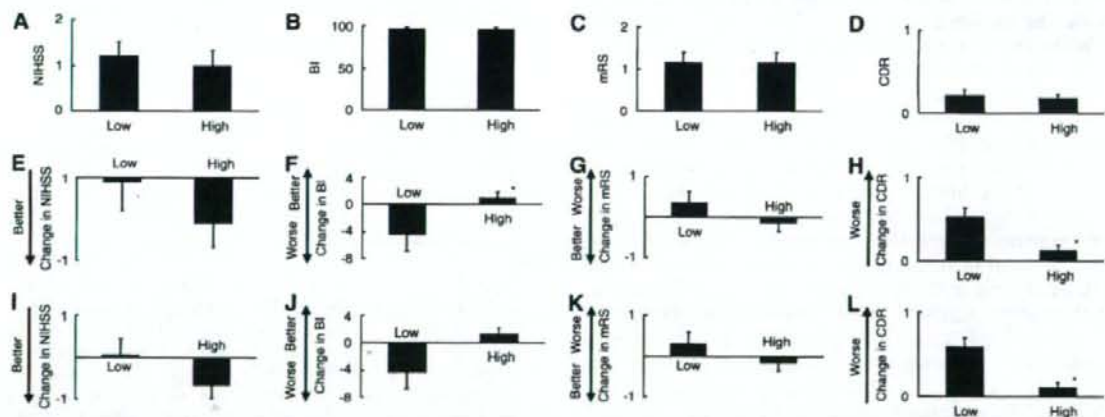 A
NIHSS
2
1
0
Low
High
B
BI
100
50
0
Low
High
C
mRS
2
1
0
Low
High
D
CDR
1
0
Low
High
E
Better
Change in NIHSS
1
-1
Low
High
F
Worse Better
Change in BI
4
0
-4
-8
Low
High
*
G
Better Worse
Change in mRS
1
0
-1
Low
High
H
Worse
Change in CDR
1
0
Low
High
*
I
Better
Change in NIHSS
1
-1
Low
High
J
Worse Better
Change in BI
4
0
-4
-8
Low
High
K
Better Worse
Change in mRS
1
0
-1
Low
High
L
Worse
Change in CDR
1
0
Low
High
*